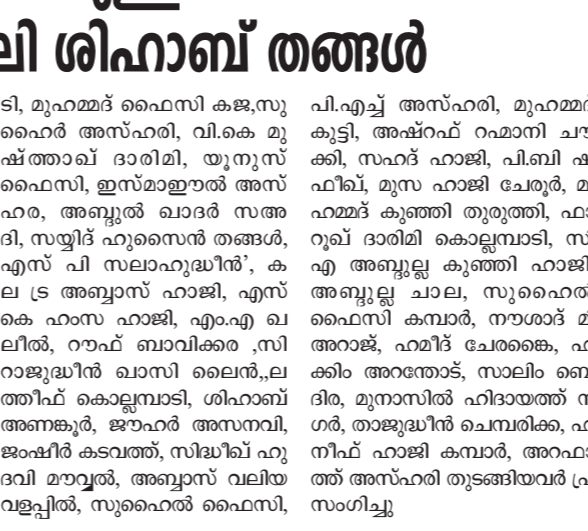 ലി ശിഹാബ് തങ്ങൾ
ടി, മുഹമ്മദ് ഫൈസി കജ,സു
ഹൈർ അസ്ഹരി, വി.കെ മു
ഷ്ത്താഖ് ദാരിമി, യൂനുസ്
ഫൈസി, ഇസ്മാഈൽ അസ്
ഹര, അബ്ദുൽ ഖാദർ സഅ
ദി, സയ്യിദ് ഹുസൈൻ തങ്ങൾ,
എസ് പി സലാഹുദ്ധീൻ', ക
ല ട്ര അബ്ബാസ് ഹാജി, എസ്
കെ ഹംസ ഹാജി, എം.എ ഖ
ലീൽ, റൗഫ് ബാവിക്കര ,സി
റാജുദ്ധീൻ ഖാസി ലൈൻ,,ല
ത്തീഫ് കൊല്ലമ്പാടി, ശിഹാബ്
അണങ്കൂർ, ജൗഹർ അസനവി,
ജംഷീർ കടവത്ത്, സിദ്ധീഖ് ഹു
ദവി മൗവ്വൽ, അബ്ബാസ് വലിയ
വളപ്പിൽ, സുഹൈൽ ഫൈസി,
പി.എച്ച് അസ്ഹരി, മുഹമ്മദ്
കുട്ടി, അഷ്റഫ് റഹ്മാനി ചൗ
ക്കി, സഹദ് ഹാജി, പി.ബി ഷ
ഫീഖ്, മുസ ഹാജി ചേരൂർ, മ
ഹമ്മദ് കുഞ്ഞി തുരുത്തി, ഫാ
റൂഖ് ദാരിമി കൊല്ലമ്പാടി, സി
എ അബ്ദുല്ല കുഞ്ഞി ഹാജി
അബ്ദുല്ല ചാല, സുഹൈൽ
ഫൈസി കമ്പാർ, നൗശാദ് മി
അറാജ്, ഹമീദ് ചേരങ്കൈ, ഹ
ക്കിം അറന്തോട്, സാലിം ബെ
ദിര, മുനാസിൽ ഹിദായത്ത്
ഗർ, താജുദ്ധീൻ ചെമ്പരിക്ക, ഹ
നീഫ് ഹാജി കമ്പാർ, അറഫാ
ത്ത് അസ്ഹരി തുടങ്ങിയവർ പ്ര
സംഗിച്ചു